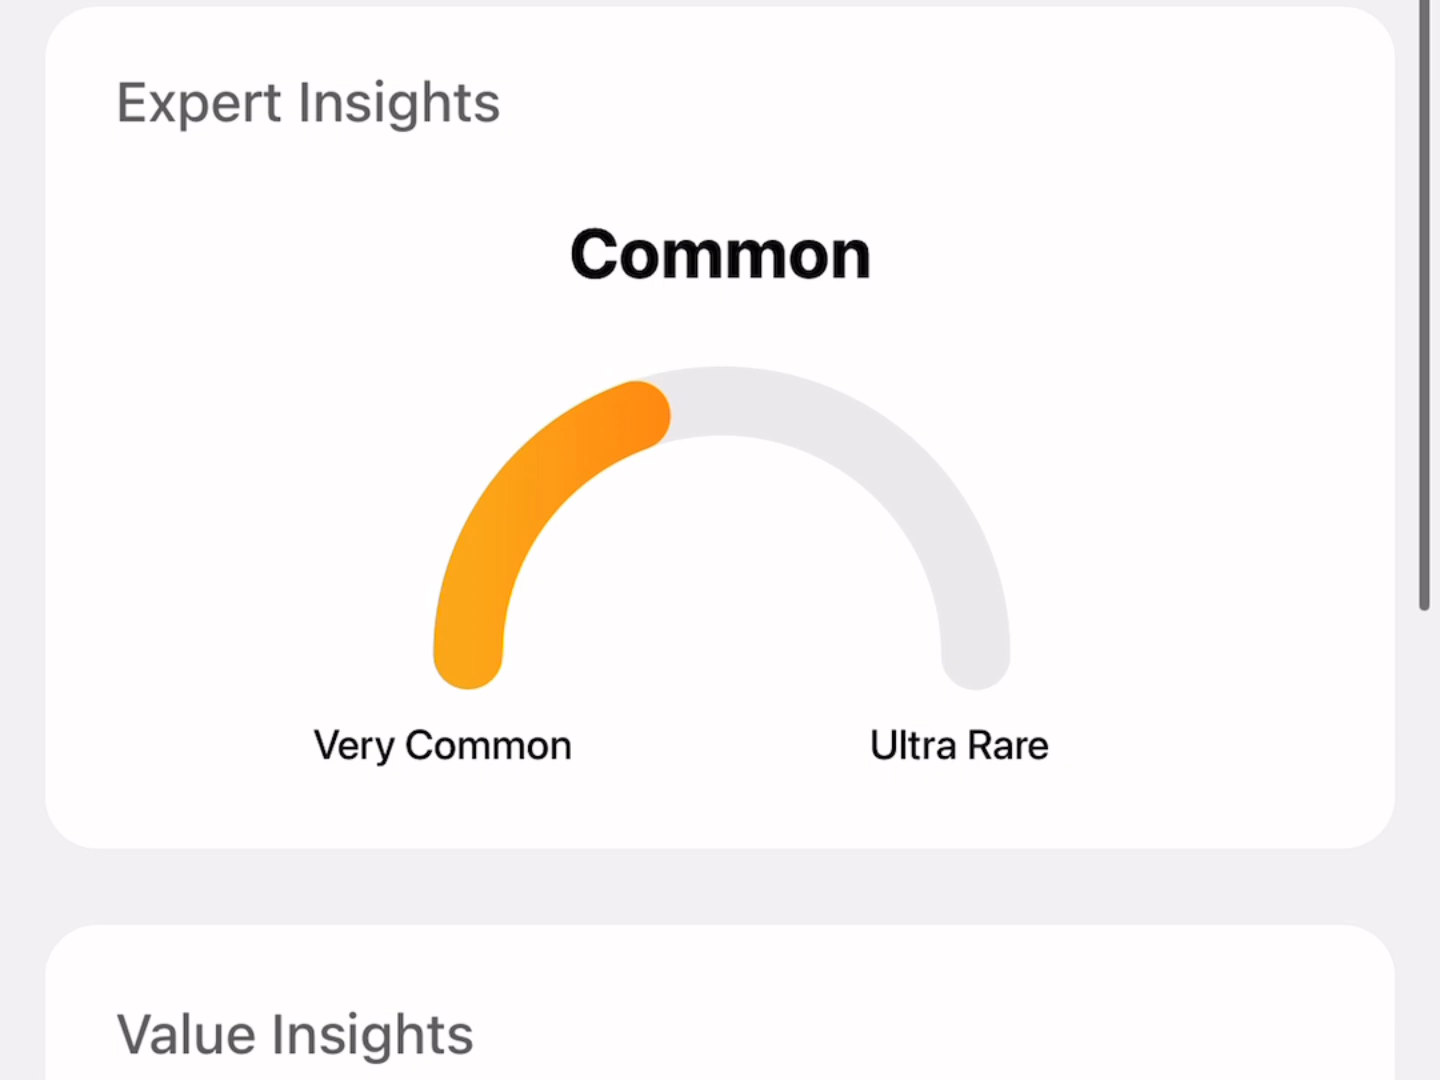 Expert Insights
Common
Very Common
Ultra Rare
Value Insights